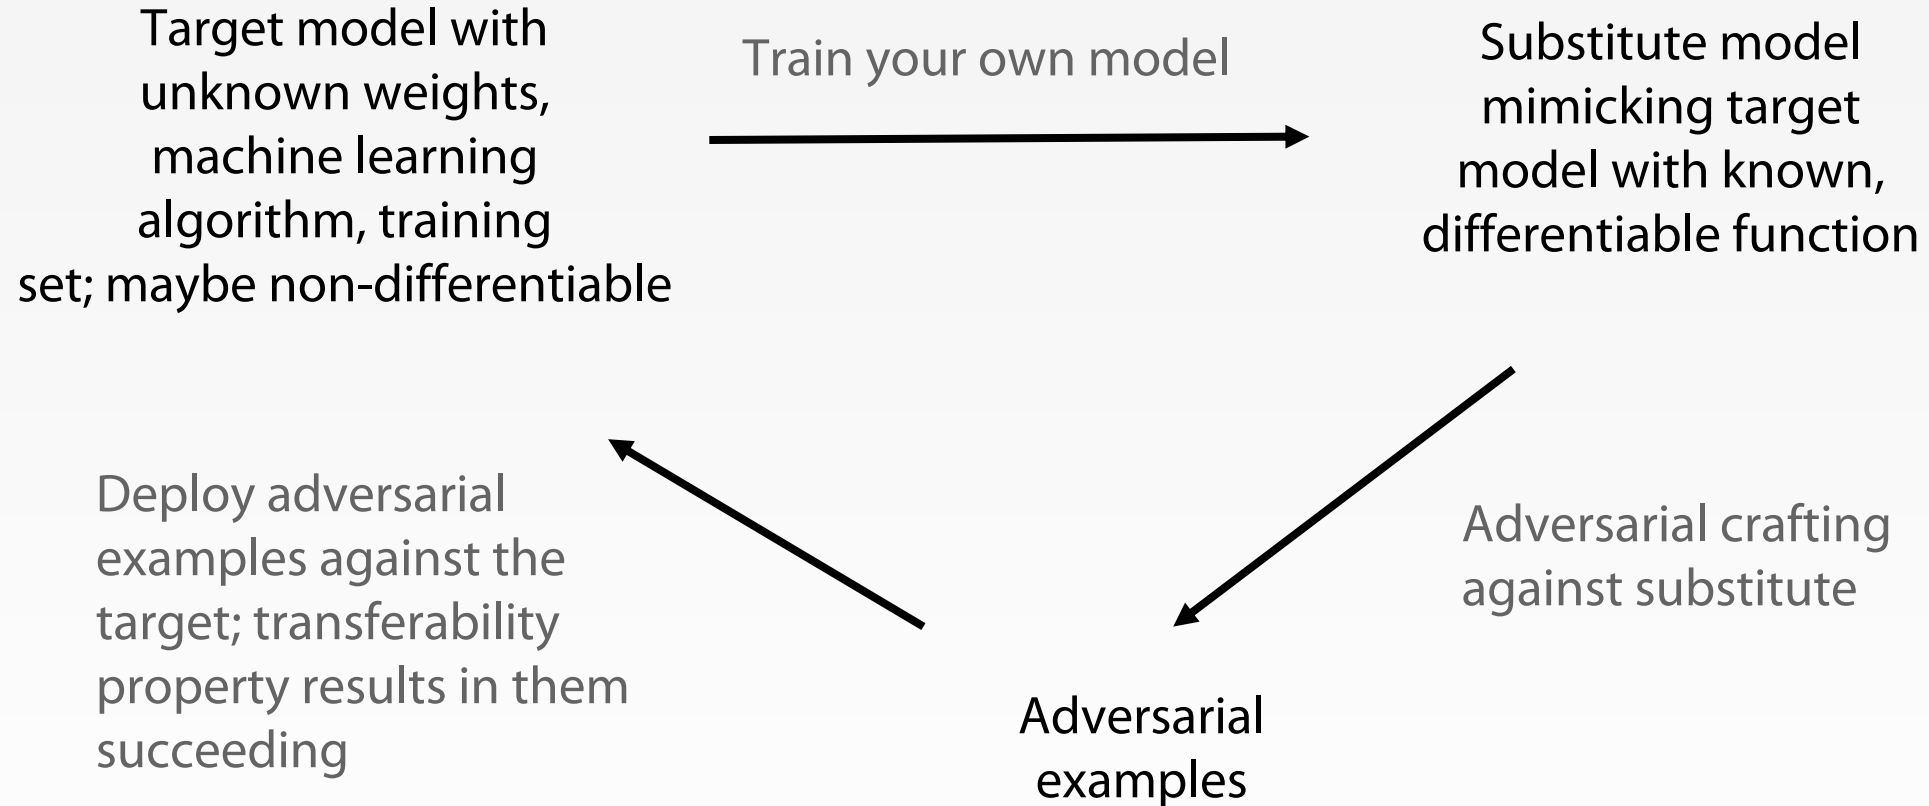 Target model with
unknown weights,
machine learning
algorithm, training
set; maybe non-differentiable
Train your own model
Substitute model
mimicking target
model with known,
differentiable function
Adversarial crafting
against substitute
Adversarial
examples
Deploy adversarial
examples against the
target; transferability
property results in them
succeeding